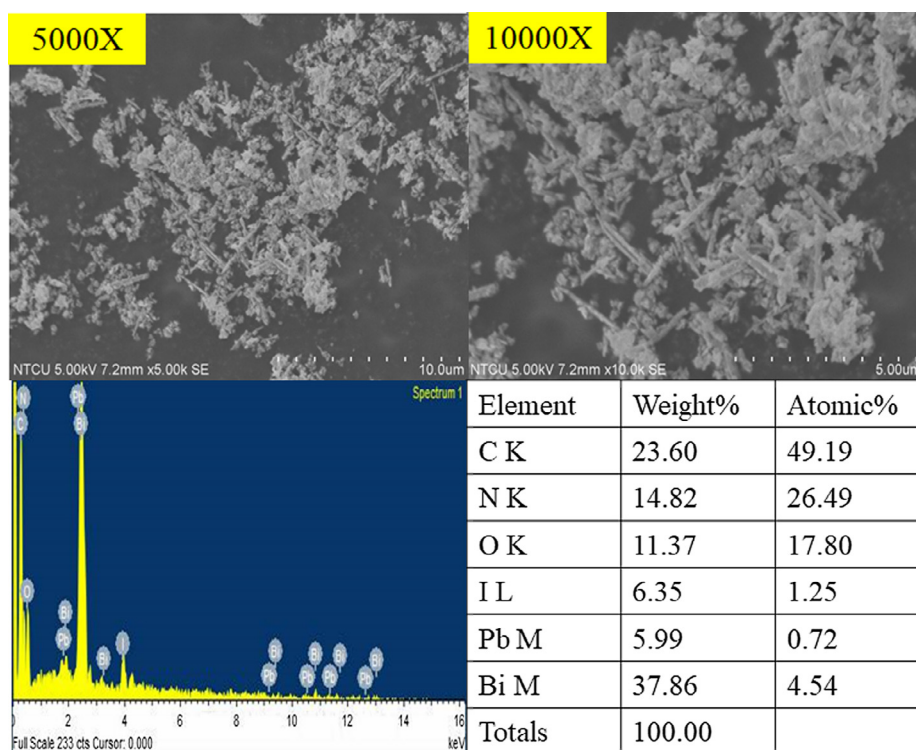 5000X
10000X
NTCU 5.00kV 7.2mm x5.00k SE 10.0um
NTCU 5.00kV 7.2mm x10.0k SE 5.00um
Spectrum 1
N
Pb
C
Bi
O
Bi
Pb
Bi
I
Bi
Pb
Bi
Pb
Bi
Pb
Bi
Pb
0 2 4 6 8 10 12 14 16
Full Scale 233 cts Cursor: 0.000 keV
Element Weight% Atomic%
C K 23.60 49.19
N K 14.82 26.49
O K 11.37 17.80
I L 6.35 1.25
Pb M 5.99 0.72
Bi M 37.86 4.54
Totals 100.00